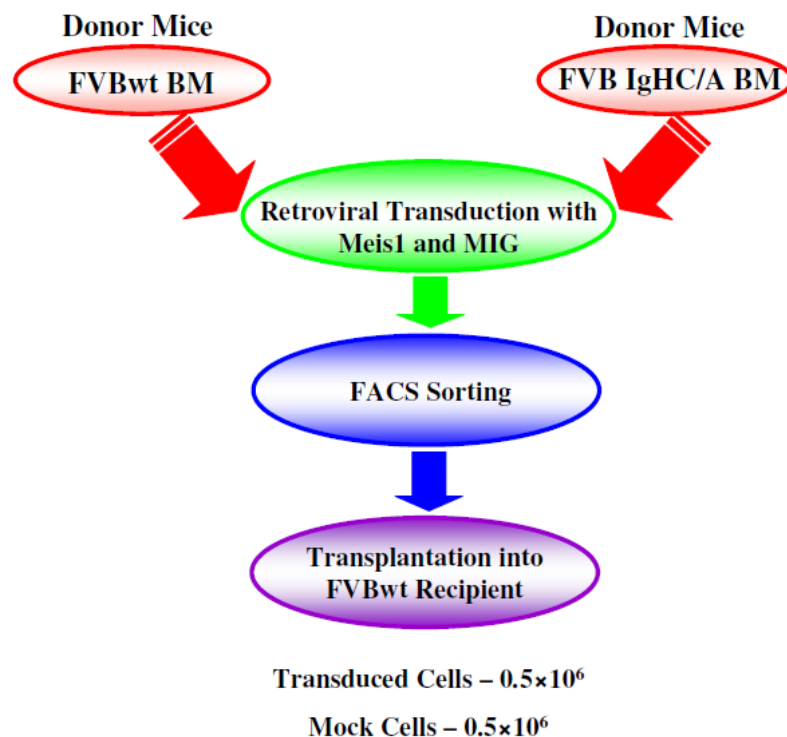 Donor Mice
FVBwt BM
Donor Mice
FVB IgHC/A BM
Retroviral Transduction with
Meis1 and MIG
FACS Sorting
Transplantation into
FVBwt Recipient
Transduced Cells – 0.5×10⁶
Mock Cells – 0.5×10⁶